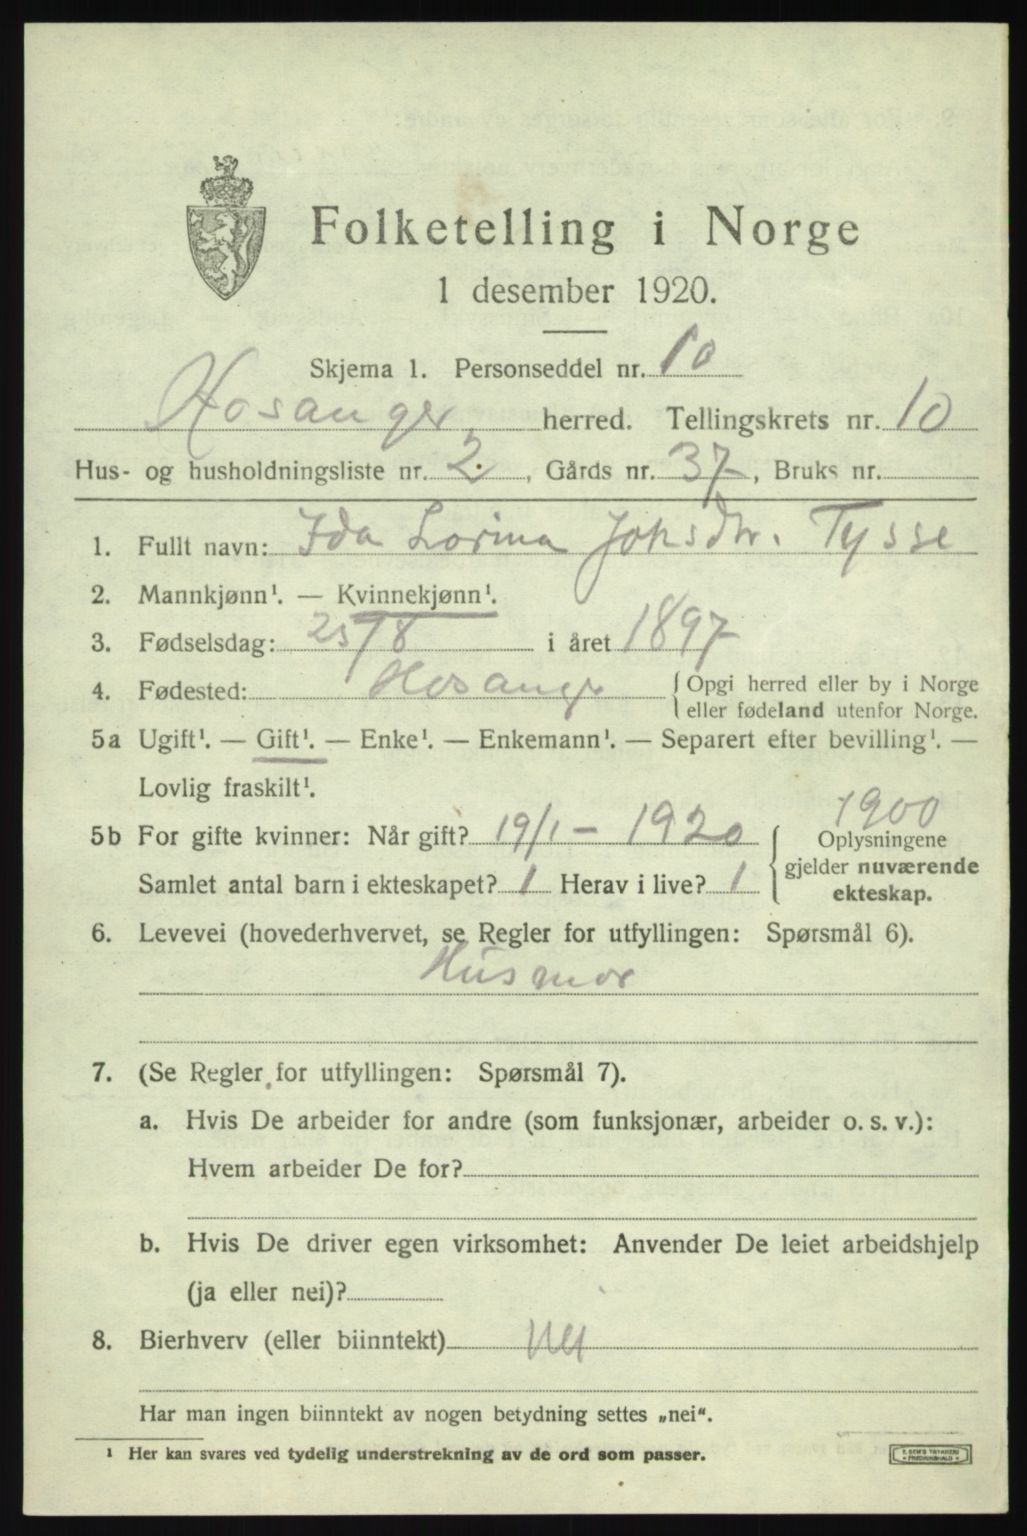 Folketelling i Norge
1 desember 1920.
Skjema 1. Personseddel nr. 10
Hosanger herred. Tellingskrets nr. 10
Hus- og husholdningsliste nr. 2. , Gårds nr. 37 , Bruks nr.
1. Fullt navn: Ida Lorina Johsdtr. Tysse
2. Mannkjønn¹. — Kvinnekjønn¹.
3. Fødselsdag: 25/8 i året 1897
4. Fødested: Hosanger { Opgi herred eller by i Norge
eller fødeland utenfor Norge.
5a Ugift¹. — Gift¹. — Enke¹. — Enkemann¹. — Separert efter bevilling¹. —
Lovlig fraskilt¹.
1900
5b For gifte kvinner: Når gift? 19/1 – 1920 { Oplysningene
gjelder nuværende
ekteskap.
Samlet antal barn i ekteskapet? 1 Herav i live? 1
6. Levevei (hovederhvervet, se Regler for utfyllingen: Spørsmål 6).
Husmor
7. (Se Regler for utfyllingen: Spørsmål 7).
a. Hvis De arbeider for andre (som funksjonær, arbeider o. s. v.):
Hvem arbeider De for?
b. Hvis De driver egen virksomhet: Anvender De leiet arbeidshjelp
(ja eller nei)?
8. Bierhverv (eller biinntekt) Nei
Har man ingen biinntekt av nogen betydning settes „nei".
¹ Her kan svares ved tydelig understrekning av de ord som passer.